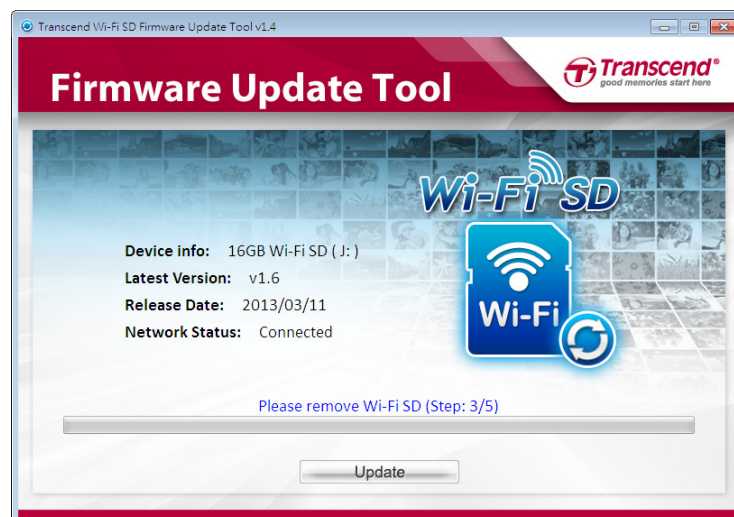 Transcend Wi-Fi SD Firmware Update Tool v1.4
Firmware Update Tool
Transcend®
good memories start here
Wi-Fi SD
Device info: 16GB Wi-Fi SD ( J: )
Latest Version: v1.6
Release Date: 2013/03/11
Network Status: Connected
Wi-Fi
Please remove Wi-Fi SD (Step: 3/5)
Update